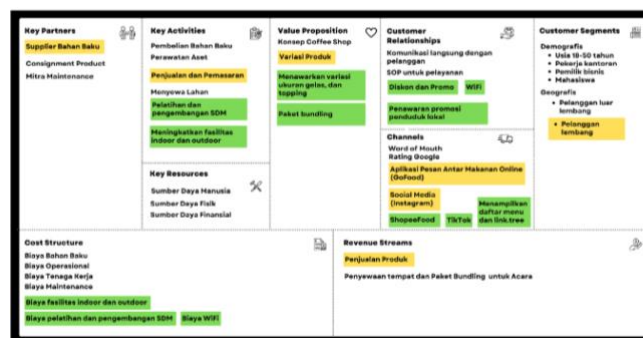 Key Partners
Supplier Bahan Baku
Consignment Product
Mitra Maintenance
Key Activities
Pembelian Bahan Baku
Perawatan Aset
Penjualan dan Pemasaran
Menyewa Lahan
Pelatihan dan
pengembangan SDM
Meningkatkan fasilitas
indoor dan outdoor
Key Resources
Sumber Daya Manusia
Sumber Daya Fisik
Sumber Daya Financial
Value Proposition
Konsep Coffee Shop
Variasi Produk
Menawarkan variasi
ukuran gelas, dan
topping
Paket bundling
Customer
Relationships
Komunikasi langsung dengan
pelanggan
SOP untuk pelayanan
Diskon dan Promo
WiFi
Penawaran promosi
penduduk lokal
Channels
Word of Mouth
Rating Google
Aplikasi Pesan Antar Makanan Online
(GoFood)
Social Media
(Instagram)
ShopeeFood
TikTok
Menampilkan
daftar menu
dan link.tree
Customer Segments
Demografis
• Usia 18-50 tahun
• Pekerja kantoran
• Pemilik bisnis
• Mahasiswa
Geografis
• Pelanggan luar
lembang
• Pelanggan
lembang
Cost Structure
Biaya Bahan Baku
Biaya Operasional
Biaya Tenaga Kerja
Biaya Maintenance
Biaya fasilitas indoor dan outdoor
Biaya pelatihan dan pengembangan SDM
Biaya WiFi
Revenue Streams
Penjualan Produk
Penyewaan tempat dan Paket Bundling untuk Acara